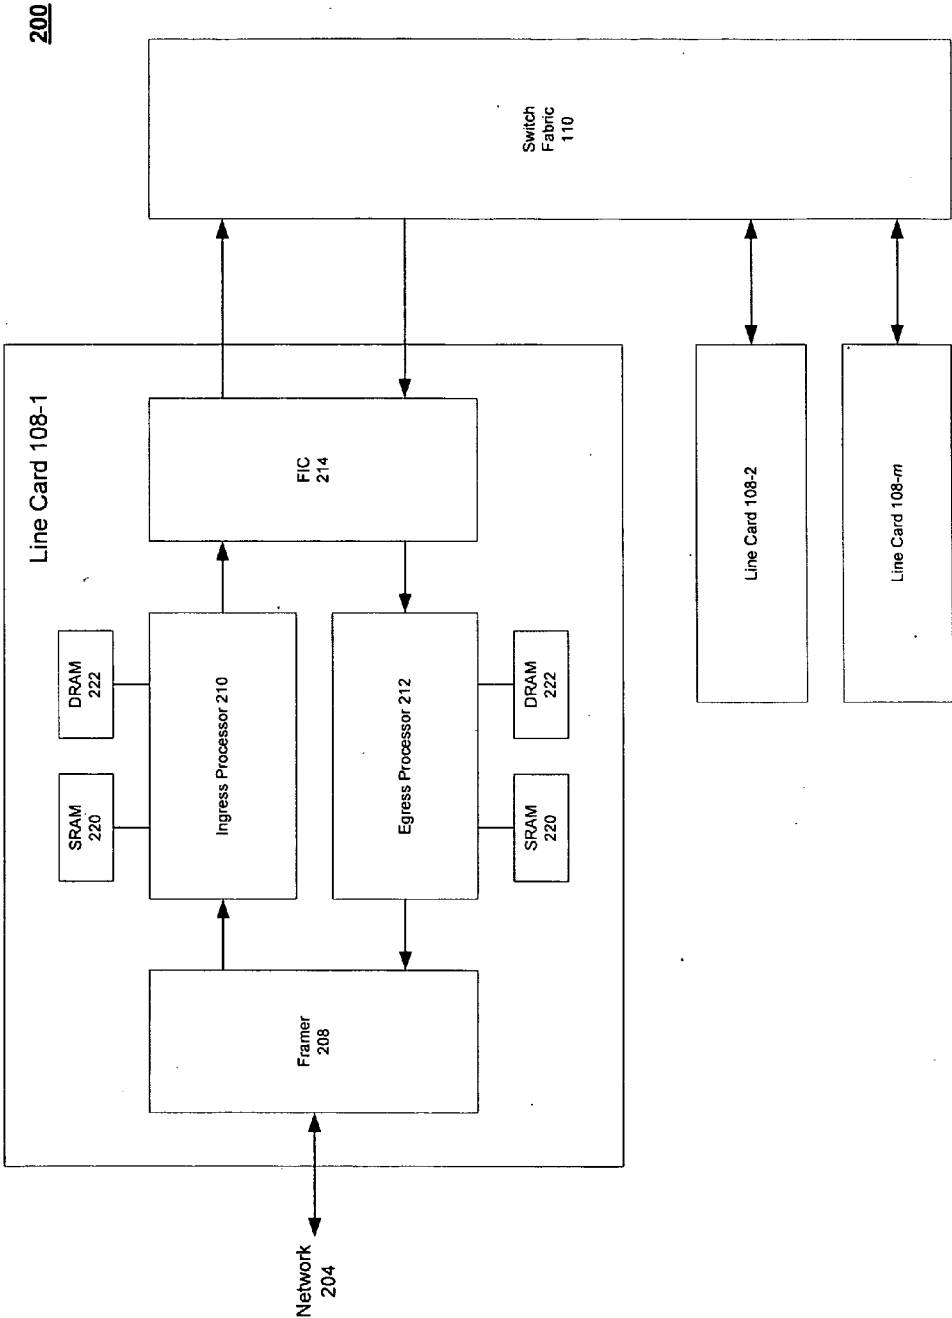 200
Line Card 108-1
SRAM
220
DRAM
222
Ingress Processor 210
Framer
208
FIC
214
Switch
Fabric
110
Network
204
Egress Processor 212
SRAM
220
DRAM
222
Line Card 108-2
Line Card 108-m